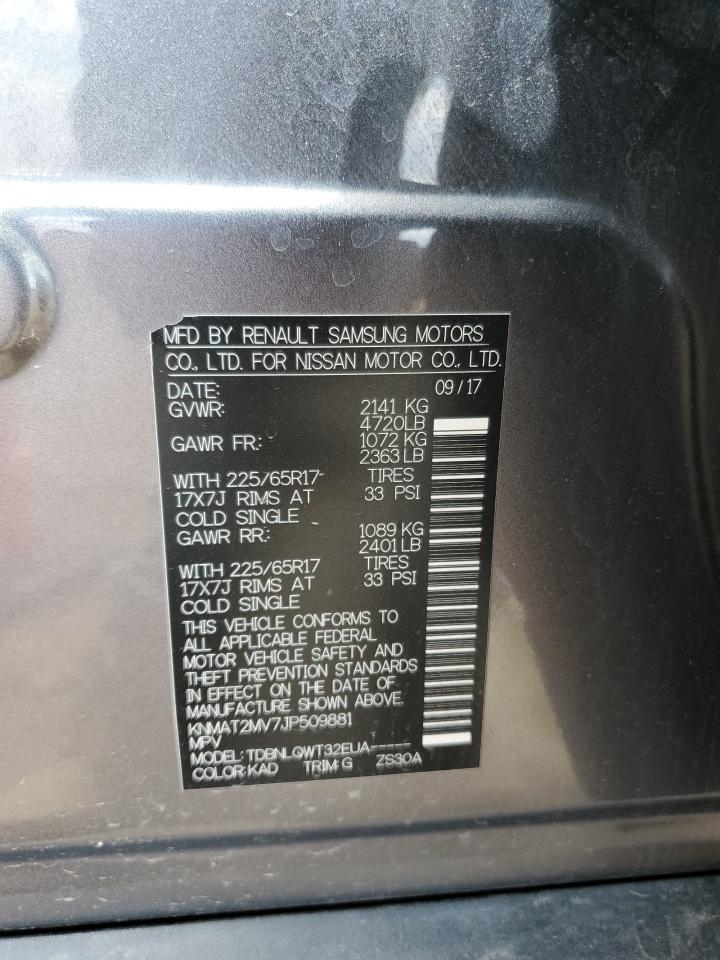 MFD BY RENAULT SAMSUNG MOTORS
CO., LTD. FOR NISSAN MOTOR CO., LTD.
DATE: 09/17
GVWR: 2141 KG
4720LB
GAWR FR: 1072 KG
2363LB
WITH 225/65R17 TIRES
17X7J RIMS AT 33 PSI
COLD SINGLE
GAWR RR: 1089 KG
2401LB
WITH 225/65R17 TIRES
17X7J RIMS AT 33 PSI
COLD SINGLE
THIS VEHICLE CONFORMS TO
ALL APPLICABLE FEDERAL
MOTOR VEHICLE SAFETY AND
THEFT PREVENTION STANDARDS
IN EFFECT ON THE DATE OF
MANUFACTURE SHOWN ABOVE.
KNMAT2MV7JP509881
MPV
MODEL: TDBNLQWT32EUA-----
COLOR: KAD TRIM: G ZS30A